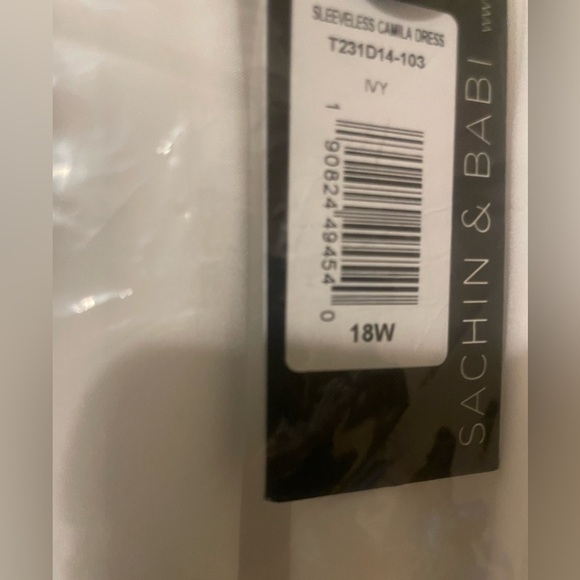 SLEEVELESS CAMILA DRESS
T231D14-103
IVY
1 90824 49454 0
18W
SACHIN & BABI